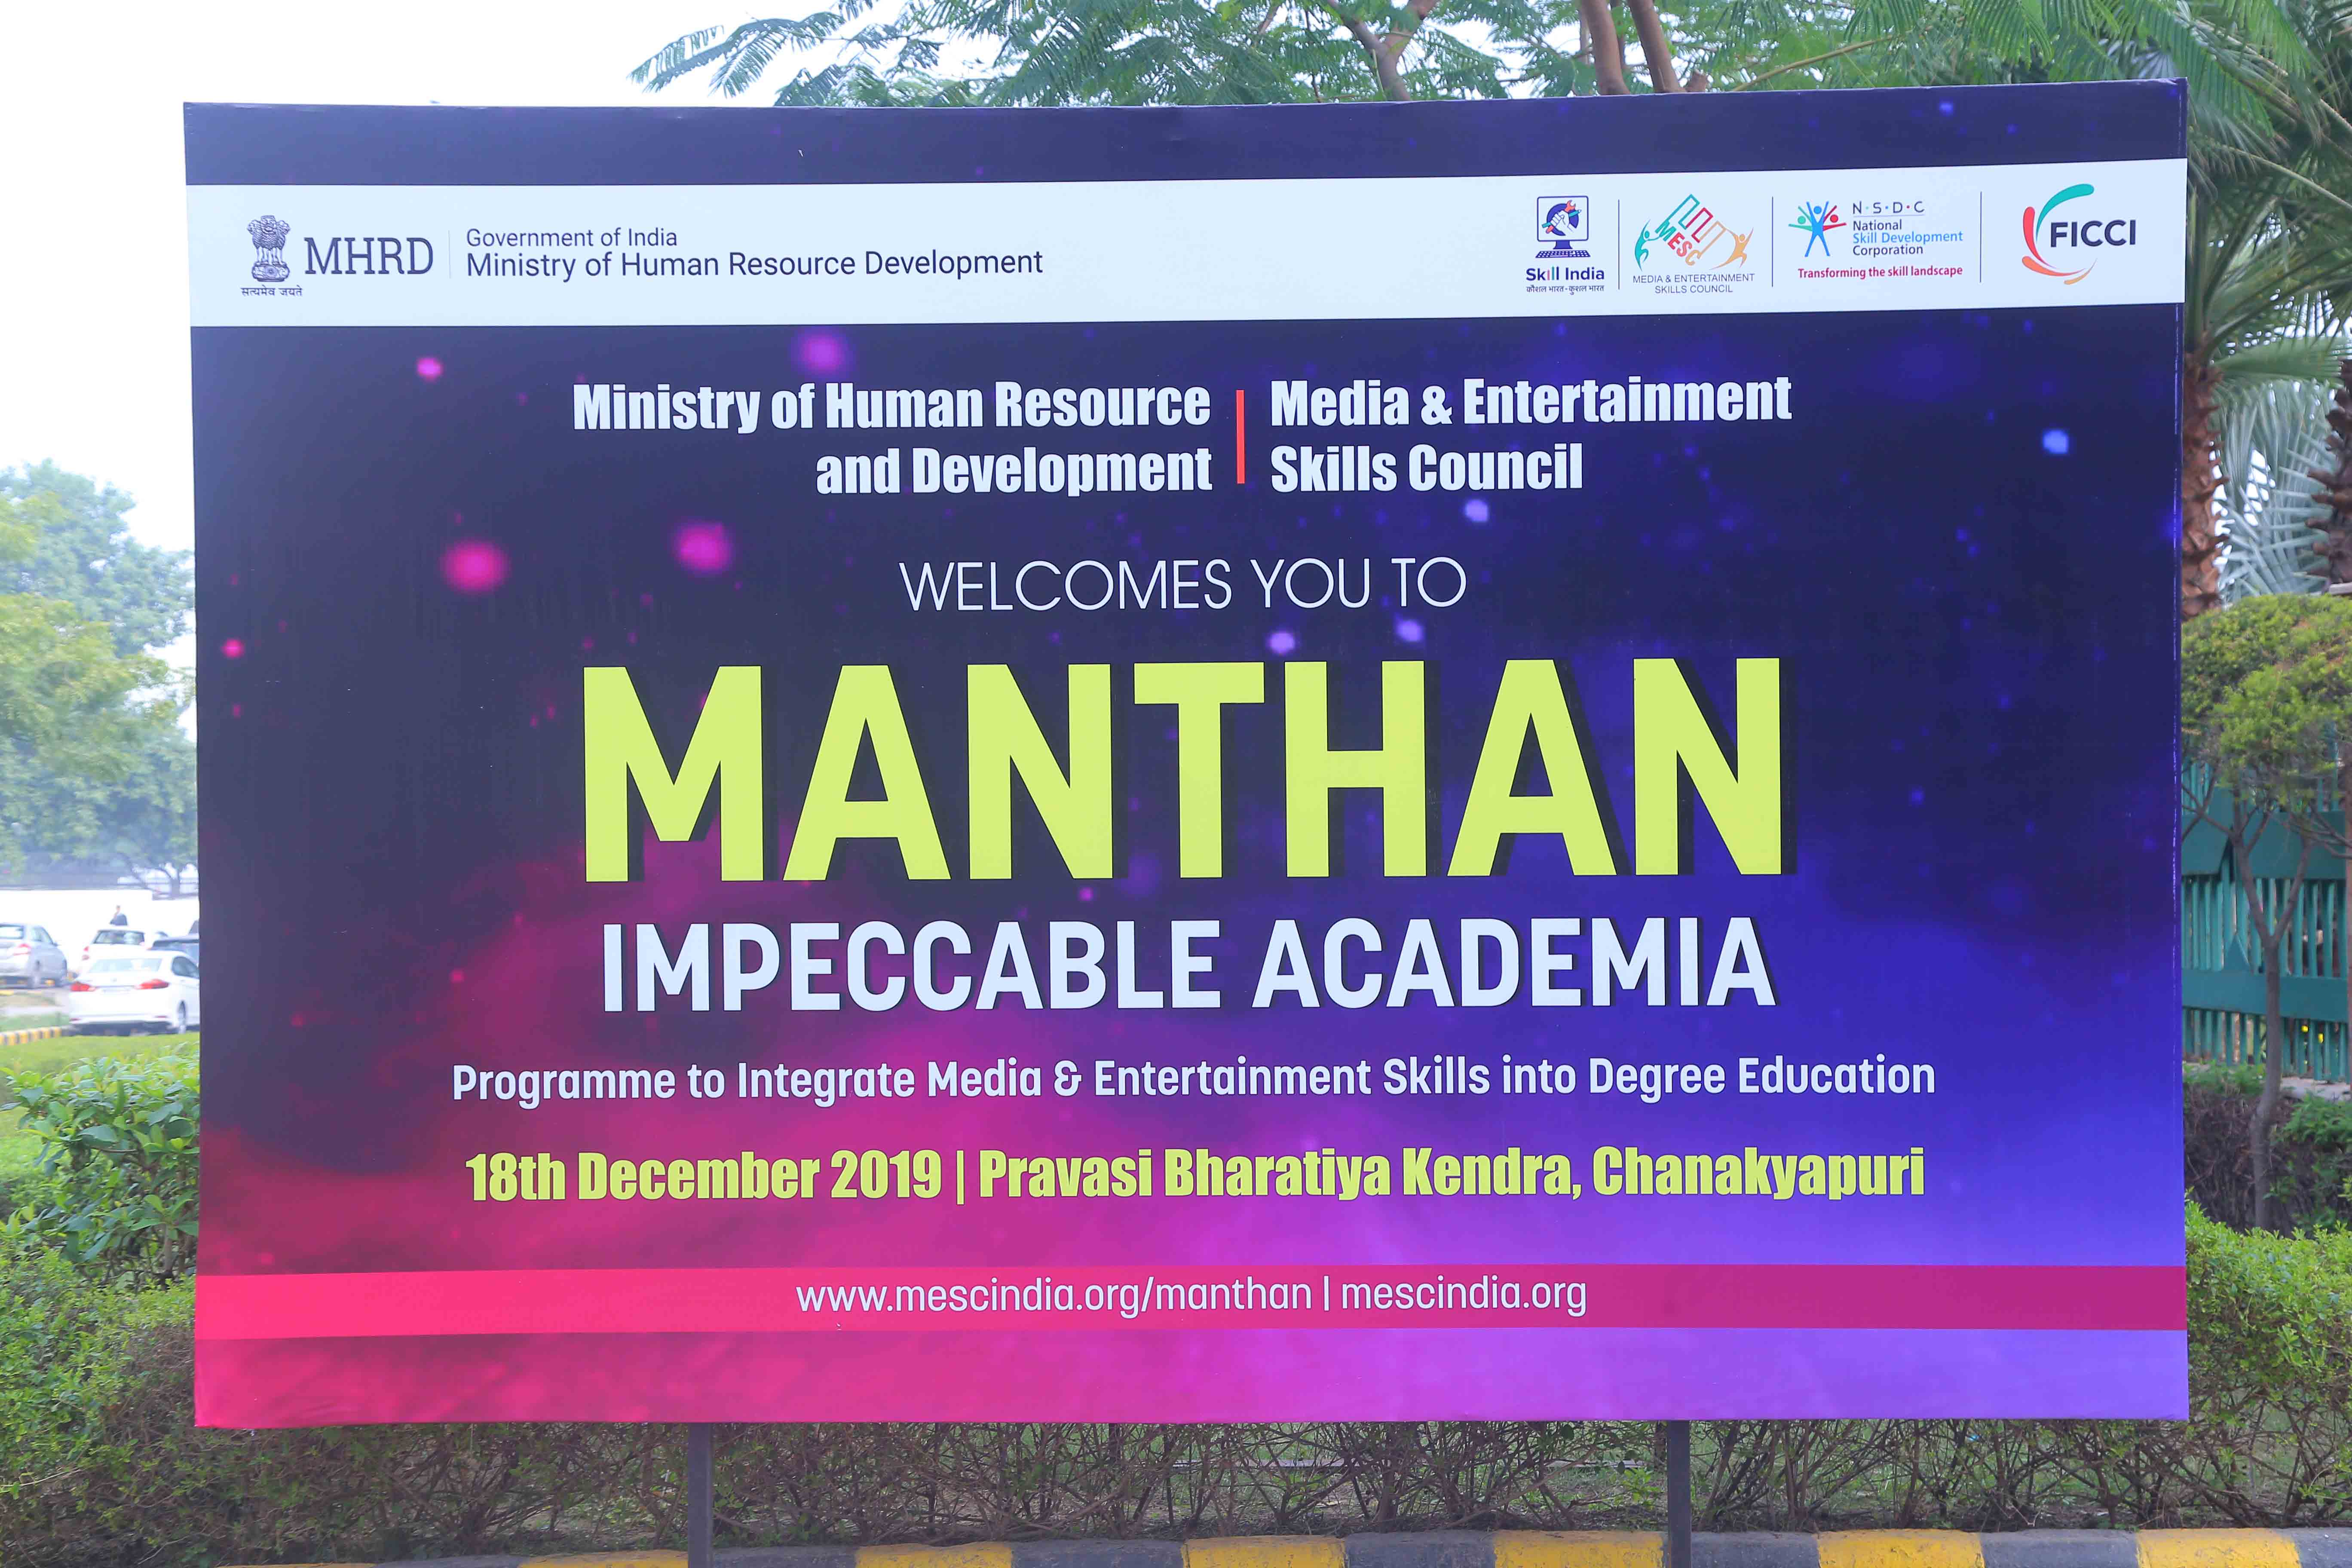 MHRD
Government of India
Ministry of Human Resource Development
सत्यमेव जयते
Skill India
कौशल भारत - कुशल भारत
MESC
MEDIA & ENTERTAINMENT
SKILLS COUNCIL
N·S·D·C
National
Skill Development
Corporation
Transforming the skill landscape
FICCI
Ministry of Human Resource
and Development
Media & Entertainment
Skills Council
WELCOMES YOU TO
MANTHAN
IMPECCABLE ACADEMIA
Programme to Integrate Media & Entertainment Skills into Degree Education
18th December 2019 | Pravasi Bharatiya Kendra, Chanakyapuri
www.mescindia.org/manthan | mescindia.org